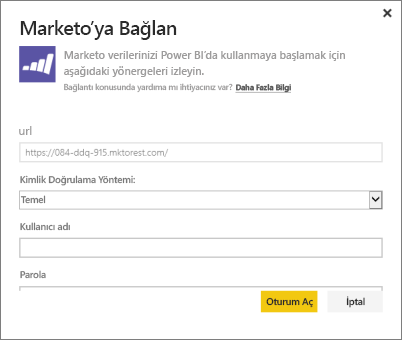 Marketo'ya Bağlan
Marketo verilerinizi Power BI'da kullanmaya başlamak için
aşağıdaki yönergeleri izleyin.
Bağlantı konusunda yardıma mı ihtiyacınız var? Daha Fazla Bilgi
url
https://084-ddq-915.mktorest.com/
Kimlik Doğrulama Yöntemi:
Temel
Kullanıcı adı
Parola
Oturum Aç İptal